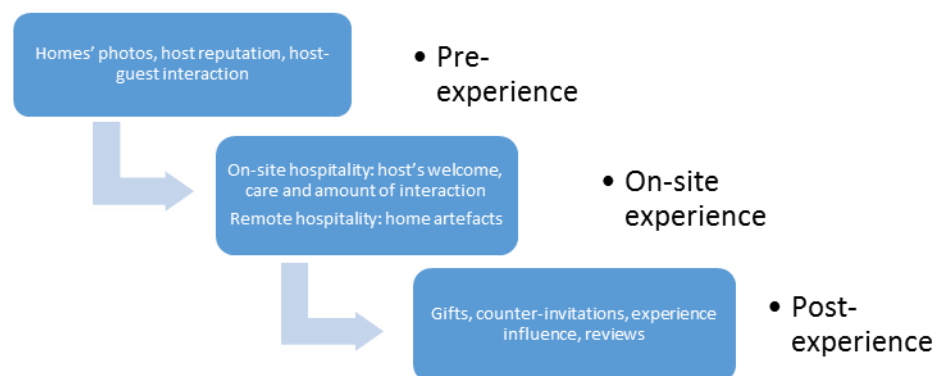 Homes’ photos, host reputation, host-
guest interaction
• Pre-
experience
On-site hospitality: host’s welcome,
care and amount of interaction
Remote hospitality: home artefacts
• On-site
experience
Gifts, counter-invitations, experience
influence, reviews
• Post-
experience